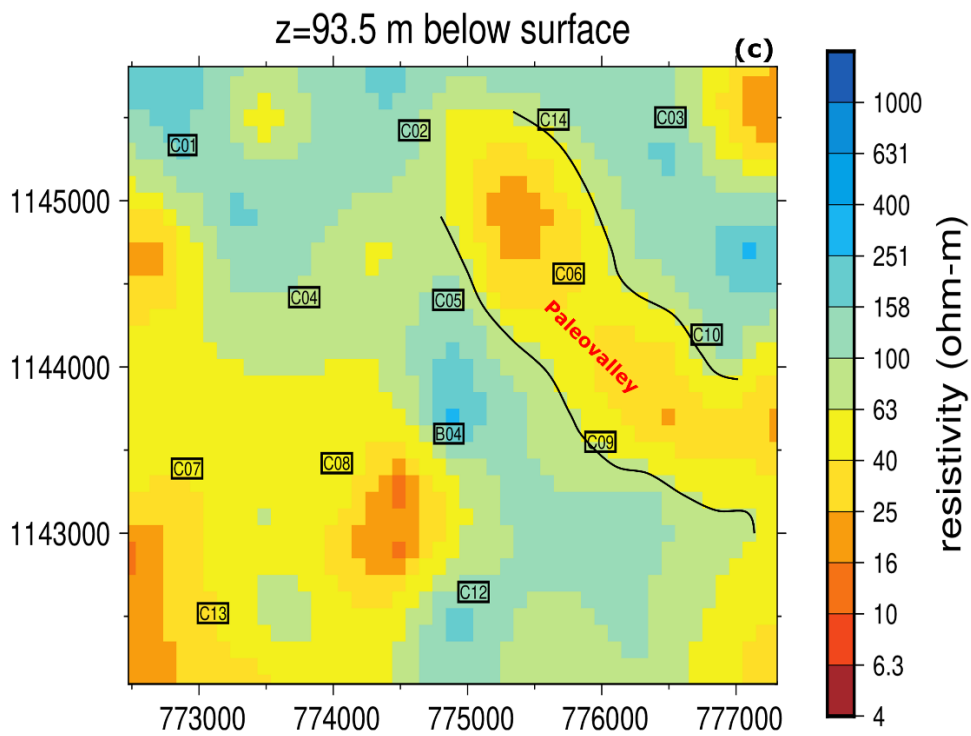 z=93.5 m below surface
(c)
C01
C02
C14
C03
C04
C05
C06
C10
Paleovalley
B04
C09
C07
C08
C12
C13
1145000
1144000
1143000
773000 774000 775000 776000 777000
1000
631
400
251
158
100
63
40
25
16
10
6.3
4
resistivity (ohm-m)